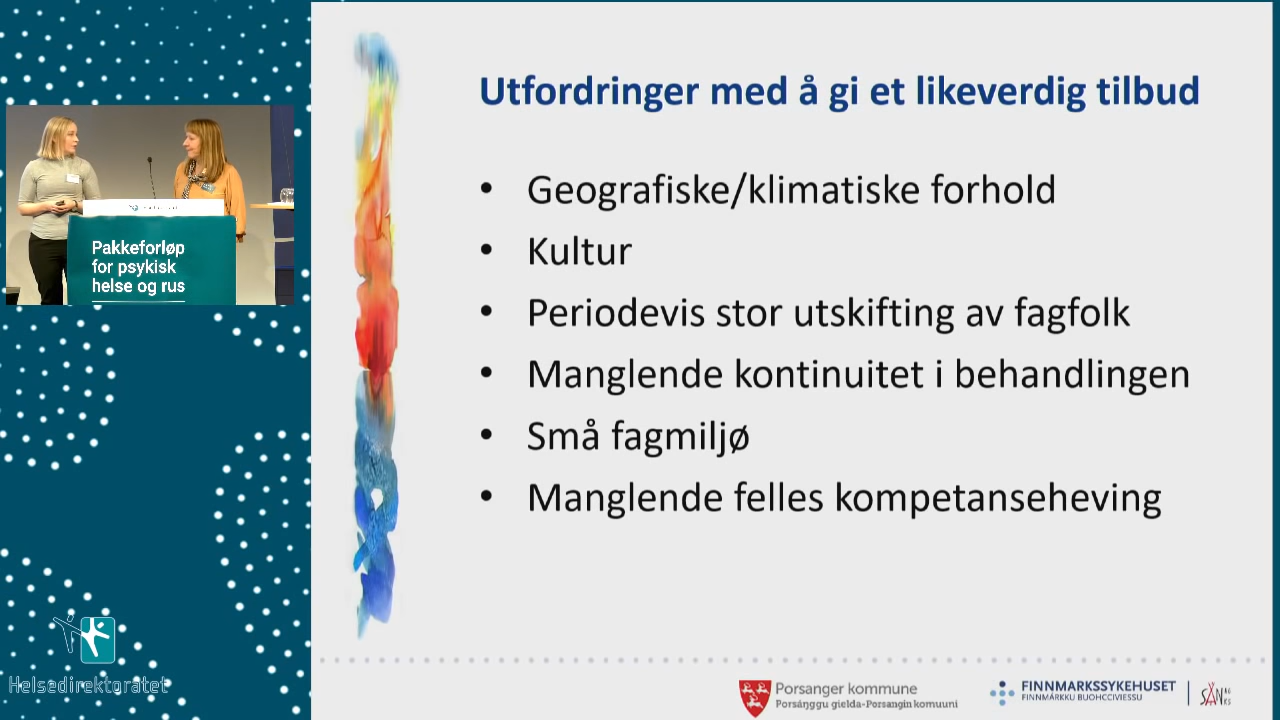 Utfordringer med å gi et likeverdig tilbud
• Geografiske/klimatiske forhold
• Kultur
• Periodevis stor utskifting av fagfolk
• Manglende kontinuitet i behandlingen
• Små fagmiljø
• Manglende felles kompetanseheving
Pakkeforløp
for psykisk
helse og rus
Helsedirektoratet
Porsanger kommune
Porsáŋggu gielda-Porsangin komuuni
FINNMARKSSYKEHUSET
FINNMÁRKKU BUOHCCIVIESSU